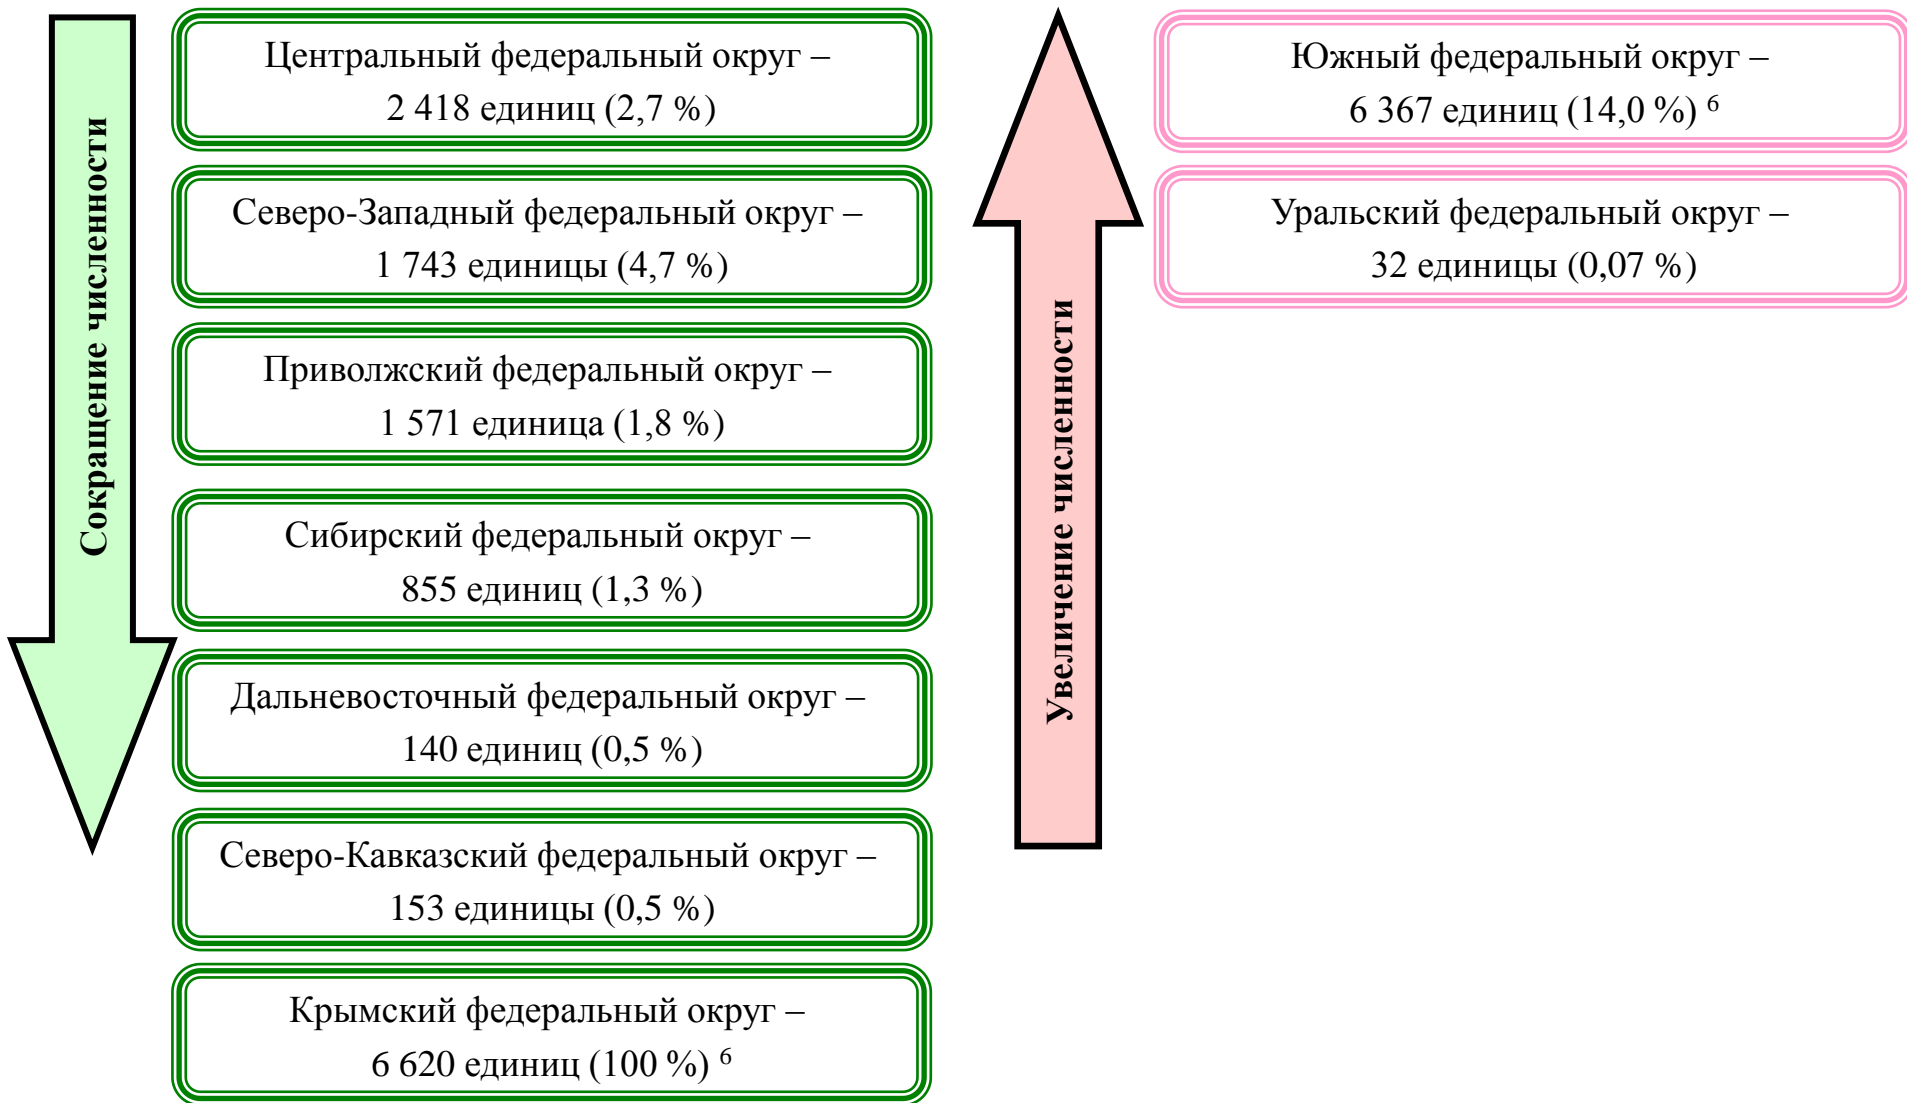 Сокращение численности
Центральный федеральный округ –
2 418 единиц (2,7 %)
Северо-Западный федеральный округ –
1 743 единицы (4,7 %)
Приволжский федеральный округ –
1 571 единица (1,8 %)
Сибирский федеральный округ –
855 единиц (1,3 %)
Дальневосточный федеральный округ –
140 единиц (0,5 %)
Северо-Кавказский федеральный округ –
153 единицы (0,5 %)
Крымский федеральный округ –
6 620 единиц (100 %) ⁶
Увеличение численности
Южный федеральный округ –
6 367 единиц (14,0 %) ⁶
Уральский федеральный округ –
32 единицы (0,07 %)